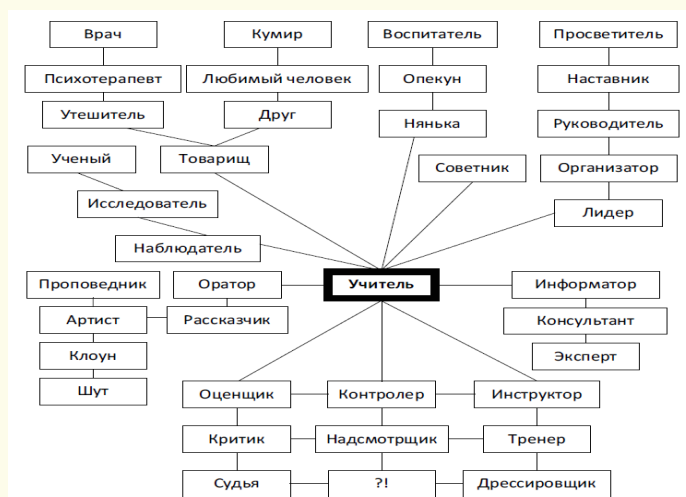 Врач
Кумир
Воспитатель
Просветитель
Психотерапевт
Любимый человек
Опекун
Наставник
Утешитель
Друг
Нянька
Руководитель
Ученый
Товарищ
Советник
Организатор
Исследователь
Лидер
Наблюдатель
Проповедник
Оратор
Учитель
Информатор
Артист
Рассказчик
Консультант
Клоун
Эксперт
Шут
Оценщик
Контролер
Инструктор
Критик
Надсмотрщик
Тренер
Судья
?!
Дрессировщик